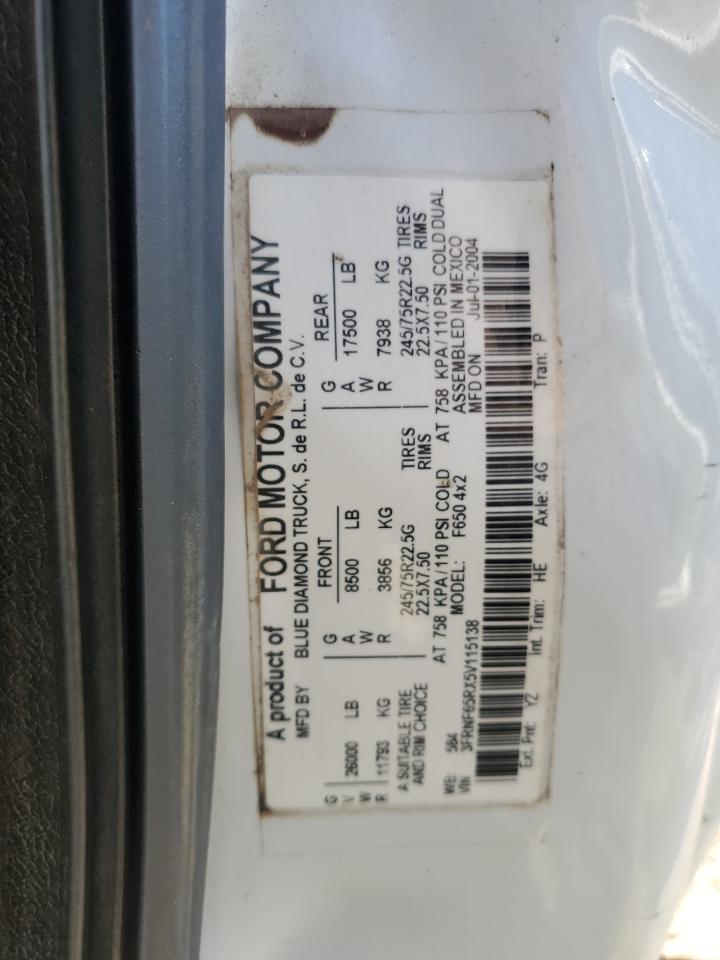 A product of FORD MOTOR COMPANY
MFD BY BLUE DIAMOND TRUCK, S. de R.L. de C.V.
FRONT REAR
G V W R 26000 LB G A W R 8500 LB G A W R 17500 LB
11793 KG 3856 KG 7938 KG
A SUITABLE TIRE 245/75R22.5G TIRES 245/75R22.5G TIRES
AND RIM CHOICE 22.5X7.50 RIMS 22.5X7.50 RIMS
AT 758 KPA/110 PSI COLD AT 758 KPA/110 PSI COLD DUAL
WB: 584 MODEL: F650 4x2 ASSEMBLED IN MEXICO
VIN: 3FRNF65RX5V115138 MFD ON Jul-01-2004
Ext. Pnt: YZ Int. Trim: HE Axle: 4G Tran: P